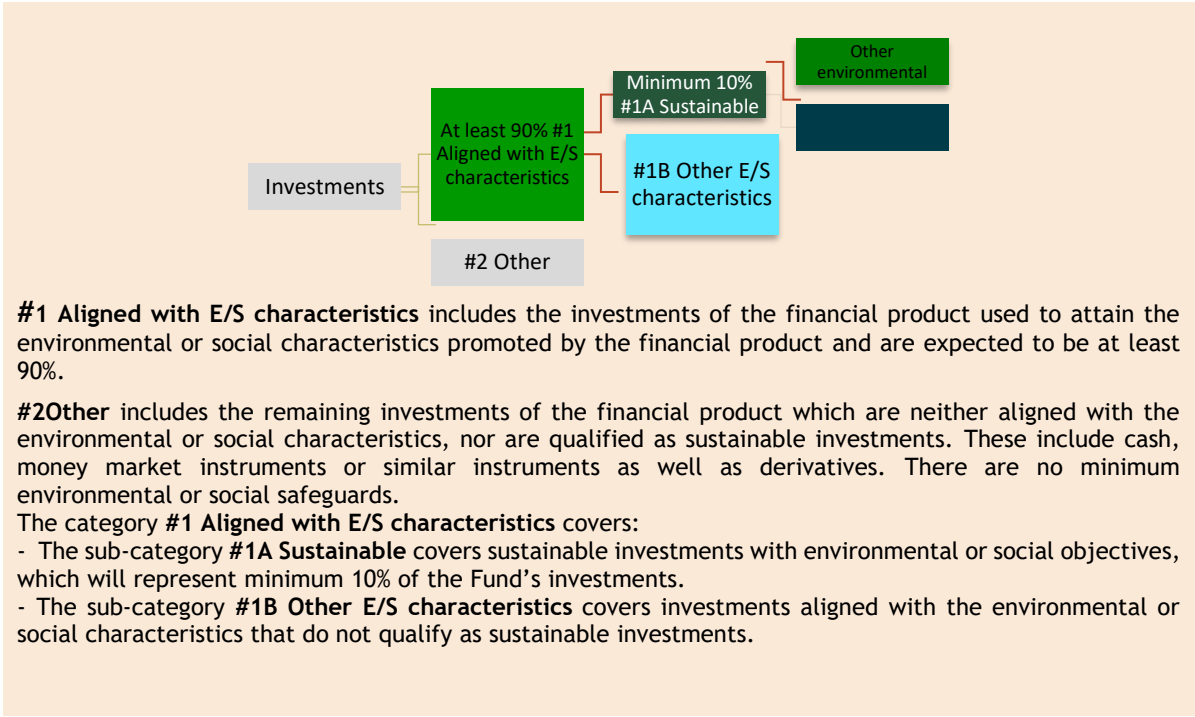 Other
environmental
Minimum 10%
#1A Sustainable
At least 90% #1
Aligned with E/S
characteristics
Investments
#1B Other E/S
characteristics
#2 Other
#1 Aligned with E/S characteristics includes the investments of the financial product used to attain the
environmental or social characteristics promoted by the financial product and are expected to be at least
90%.
#2Other includes the remaining investments of the financial product which are neither aligned with the
environmental or social characteristics, nor are qualified as sustainable investments. These include cash,
money market instruments or similar instruments as well as derivatives. There are no minimum
environmental or social safeguards.
The category #1 Aligned with E/S characteristics covers:
- The sub-category #1A Sustainable covers sustainable investments with environmental or social objectives,
which will represent minimum 10% of the Fund’s investments.
- The sub-category #1B Other E/S characteristics covers investments aligned with the environmental or
social characteristics that do not qualify as sustainable investments.